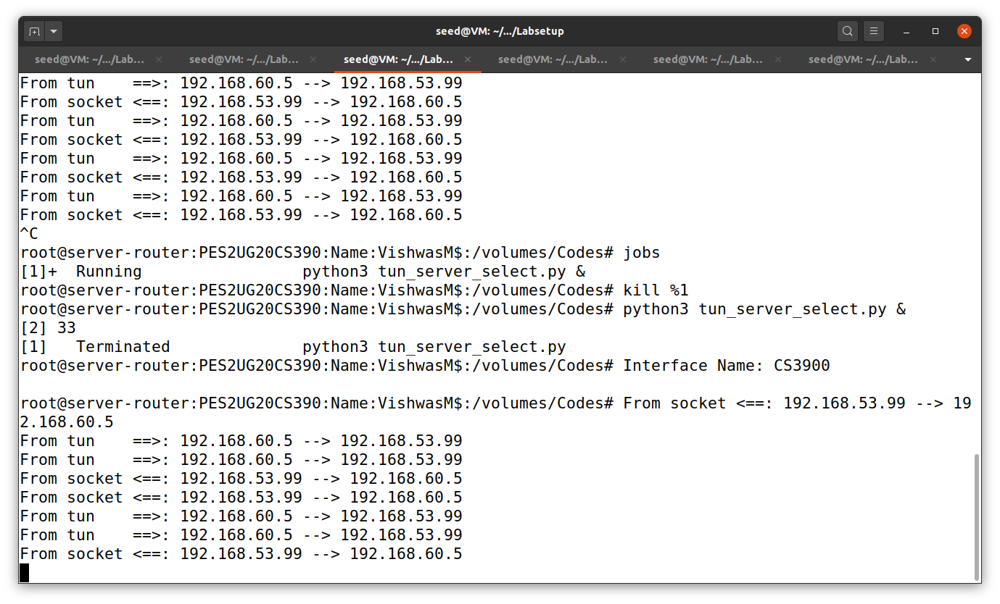 seed@VM: ~/.../Labsetup
seed@VM: ~/.../Lab... seed@VM: ~/.../Lab... seed@VM: ~/.../Lab... seed@VM: ~/.../Lab... seed@VM: ~/.../Lab... seed@VM: ~/.../Lab...
From tun    ==>: 192.168.60.5 --> 192.168.53.99
From socket <==: 192.168.53.99 --> 192.168.60.5
From tun    ==>: 192.168.60.5 --> 192.168.53.99
From socket <==: 192.168.53.99 --> 192.168.60.5
From tun    ==>: 192.168.60.5 --> 192.168.53.99
From socket <==: 192.168.53.99 --> 192.168.60.5
From tun    ==>: 192.168.60.5 --> 192.168.53.99
From socket <==: 192.168.53.99 --> 192.168.60.5
^C
root@server-router:PES2UG20CS390:Name:VishwasM$:/volumes/Codes# jobs
[1]+  Running                 python3 tun_server_select.py &
root@server-router:PES2UG20CS390:Name:VishwasM$:/volumes/Codes# kill %1
root@server-router:PES2UG20CS390:Name:VishwasM$:/volumes/Codes# python3 tun_server_select.py &
[2] 33
[1]   Terminated              python3 tun_server_select.py
root@server-router:PES2UG20CS390:Name:VishwasM$:/volumes/Codes# Interface Name: CS3900
root@server-router:PES2UG20CS390:Name:VishwasM$:/volumes/Codes# From socket <==: 192.168.53.99 --> 19
2.168.60.5
From tun    ==>: 192.168.60.5 --> 192.168.53.99
From tun    ==>: 192.168.60.5 --> 192.168.53.99
From socket <==: 192.168.53.99 --> 192.168.60.5
From socket <==: 192.168.53.99 --> 192.168.60.5
From tun    ==>: 192.168.60.5 --> 192.168.53.99
From tun    ==>: 192.168.60.5 --> 192.168.53.99
From socket <==: 192.168.53.99 --> 192.168.60.5